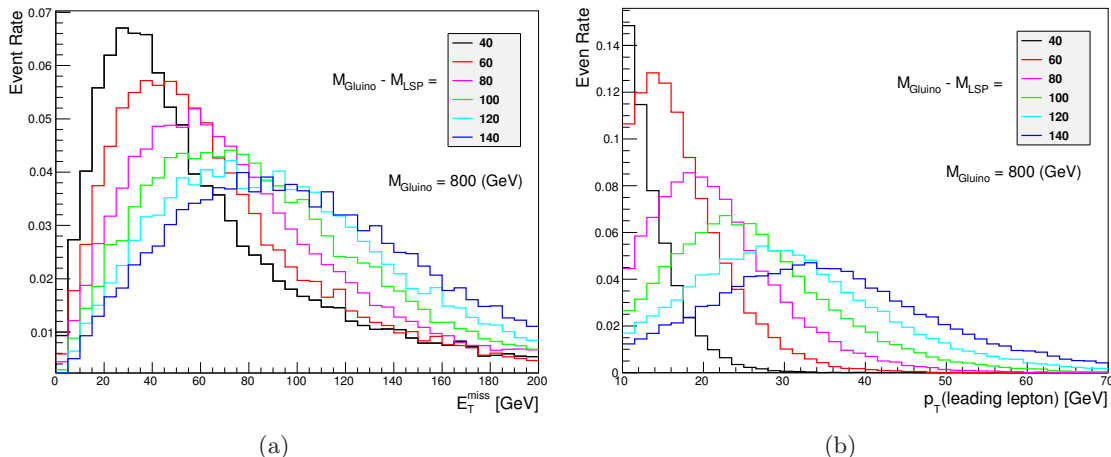 Event Rate
0.07
0.06
0.05
0.04
0.03
0.02
0.01
M_Gluino - M_LSP =
40
60
80
100
120
140
M_Gluino = 800 (GeV)
0 20 40 60 80 100 120 140 160 180 200
E_T^miss [GeV]
(a)
Even Rate
0.14
0.12
0.1
0.08
0.06
0.04
0.02
0
M_Gluino - M_LSP =
40
60
80
100
120
140
M_Gluino = 800 (GeV)
10 20 30 40 50 60 70
p_T(leading lepton) [GeV]
(b)